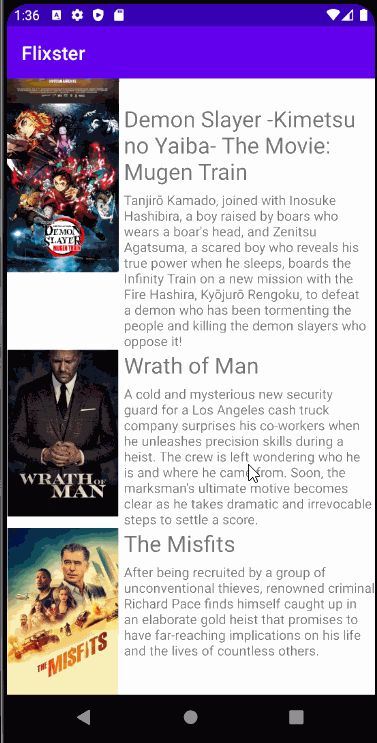 1:36
Flixster
Demon Slayer -Kimetsu
no Yaiba- The Movie:
Mugen Train
Tanjirō Kamado, joined with Inosuke
Hashibira, a boy raised by boars who
wears a boar's head, and Zenitsu
Agatsuma, a scared boy who reveals his
true power when he sleeps, boards the
Infinity Train on a new mission with the
Fire Hashira, Kyōjurō Rengoku, to defeat
a demon who has been tormenting the
people and killing the demon slayers who
oppose it!
DEMON
SLAYER
MUGEN TRAIN
Wrath of Man
A cold and mysterious new security
guard for a Los Angeles cash truck
company surprises his co-workers when
he unleashes precision skills during a
heist. The crew is left wondering who he
is and where he came from. Soon, the
marksman's ultimate motive becomes
clear as he takes dramatic and irrevocable
steps to settle a score.
WRATH OF
MAN
The Misfits
After being recruited by a group of
unconventional thieves, renowned criminal
Richard Pace finds himself caught up in
an elaborate gold heist that promises to
have far-reaching implications on his life
and the lives of countless others.
THE MISFITS